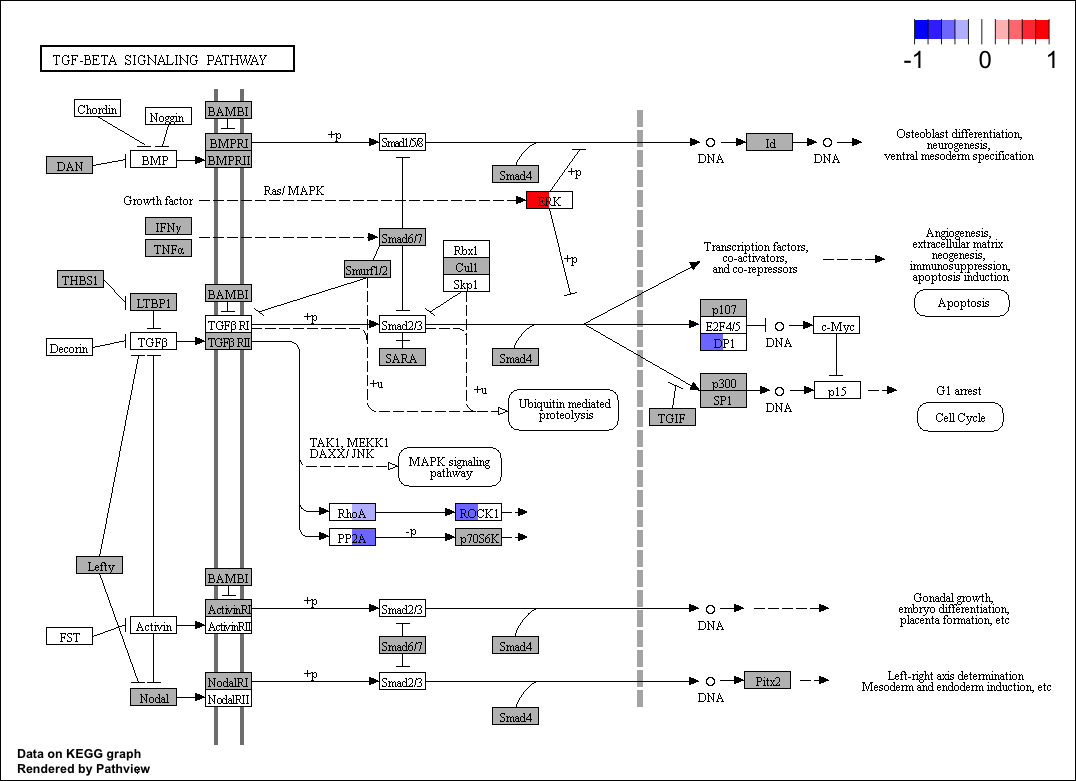 -1 0 1
TGF-BETA SIGNALING PATHWAY
Chordin
Noggin
BAMBI
DAN
BMP
BMPRI
BMPRII
+p
Smad1/5/8
Smad4
DNA
Id
DNA
Osteoblast differentiation,
neurogenesis,
ventral mesoderm specification
Growth factor
Ras/ MAPK
ERK
+p
+p
IFNγ
TNFα
Smad6/7
Smurf1/2
Rbx1
Cul1
Skp1
Transcription factors,
co-activators,
and co-repressors
Angiogenesis,
extracellular matrix
neogenesis,
immunosuppression,
apoptosis induction
Apoptosis
THBS1
LTBP1
BAMBI
Decorin
TGFβ
TGFβ RI
TGFβ RII
+p
Smad2/3
SARA
Smad4
+u
+u
Ubiquitin mediated
proteolysis
p107
E2F4/5
DP1
DNA
c-Myc
p300
SP1
TGIF
DNA
p15
G1 arrest
Cell Cycle
TAK1, MEKK1
DAXX/ JNK
MAPK signaling
pathway
RhoA
ROCK1
PP2A
-p
p70S6K
Lefty
BAMBI
FST
Activin
ActivinRI
ActivinRII
+p
Smad2/3
Smad6/7
Smad4
DNA
Gonadal growth,
embryo differentiation,
placenta formation, etc
Nodal
NodalRI
NodalRII
+p
Smad2/3
Smad4
DNA
Pitx2
Left-right axis determination
Mesoderm and endoderm induction, etc
Data on KEGG graph
Rendered by Pathview